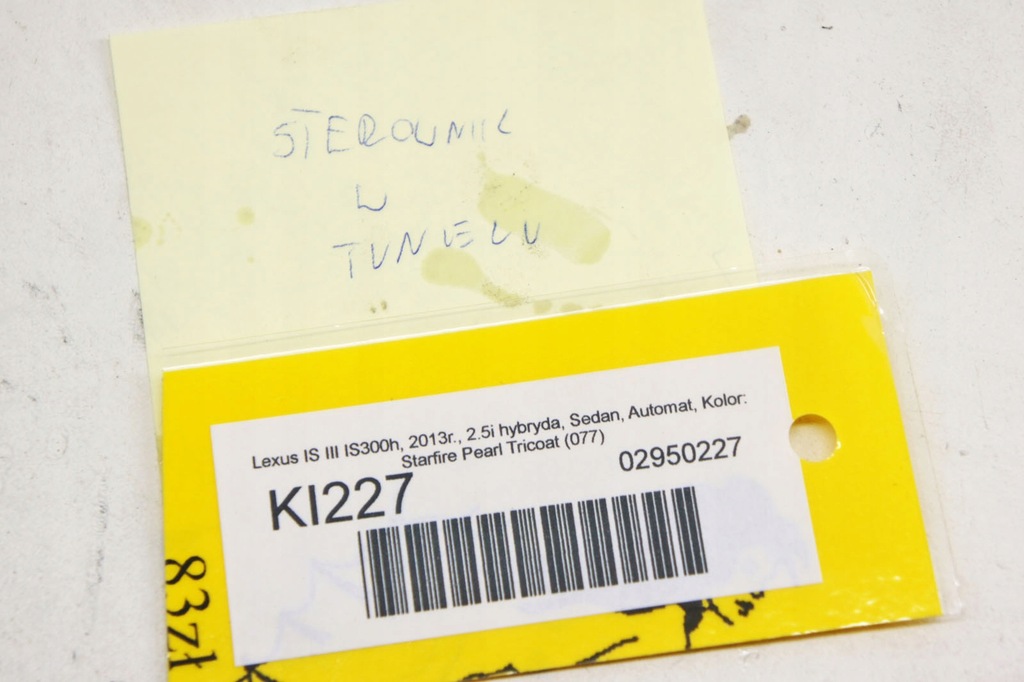 STEROWNIK
W
TUNELU
Lexus IS III IS300h, 2013r., 2.5i hybryda, Sedan, Automat, Kolor:
Starfire Pearl Tricoat (077)
KI227
02950227
83zł